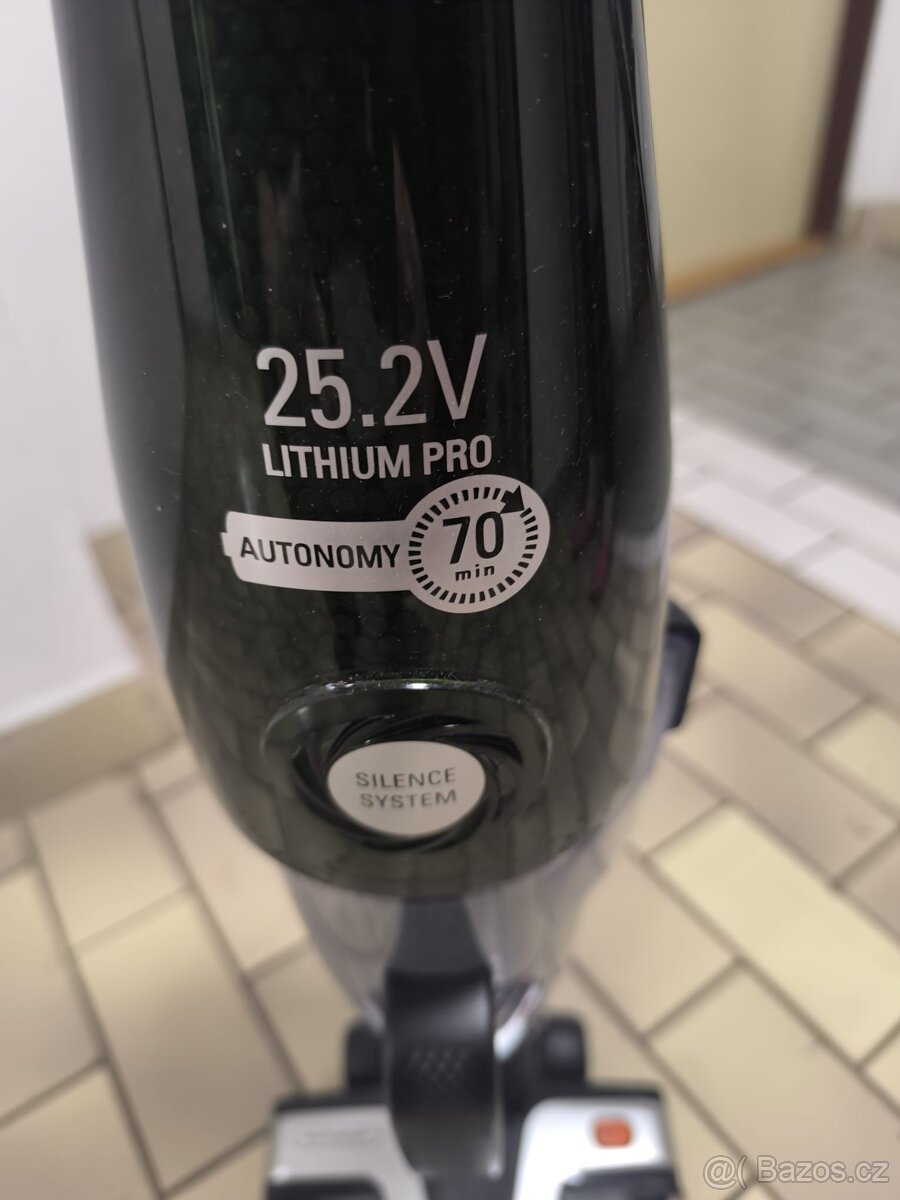 25.2V
LITHIUM PRO
AUTONOMY 70
min
SILENCE
SYSTEM
@( Bazos.cz